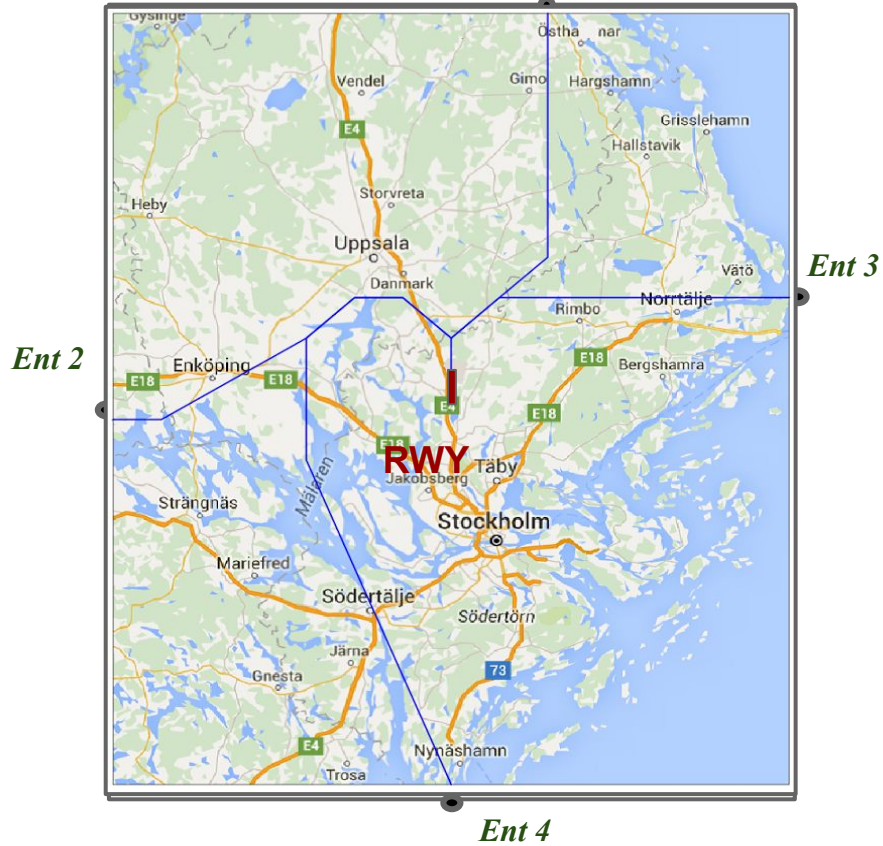 Gysinge
Östha nar
Vendel
Gimo
Hargshamn
E4
Grisslehamn
Hallstavik
Storvreta
Heby
Uppsala
Ent 3
Danmark
Vätö
Norrtälje
Rimbo
Ent 2
Enköping
E18
E18
E18
Bergshamra
E4
E18
E18
RWY
Täby
Jakobsberg
Mälaren
Strängnäs
Stockholm
Mariefred
Södertälje
Södertörn
Järna
73
Gnesta
E4
Nynäshamn
Trosa
Ent 4